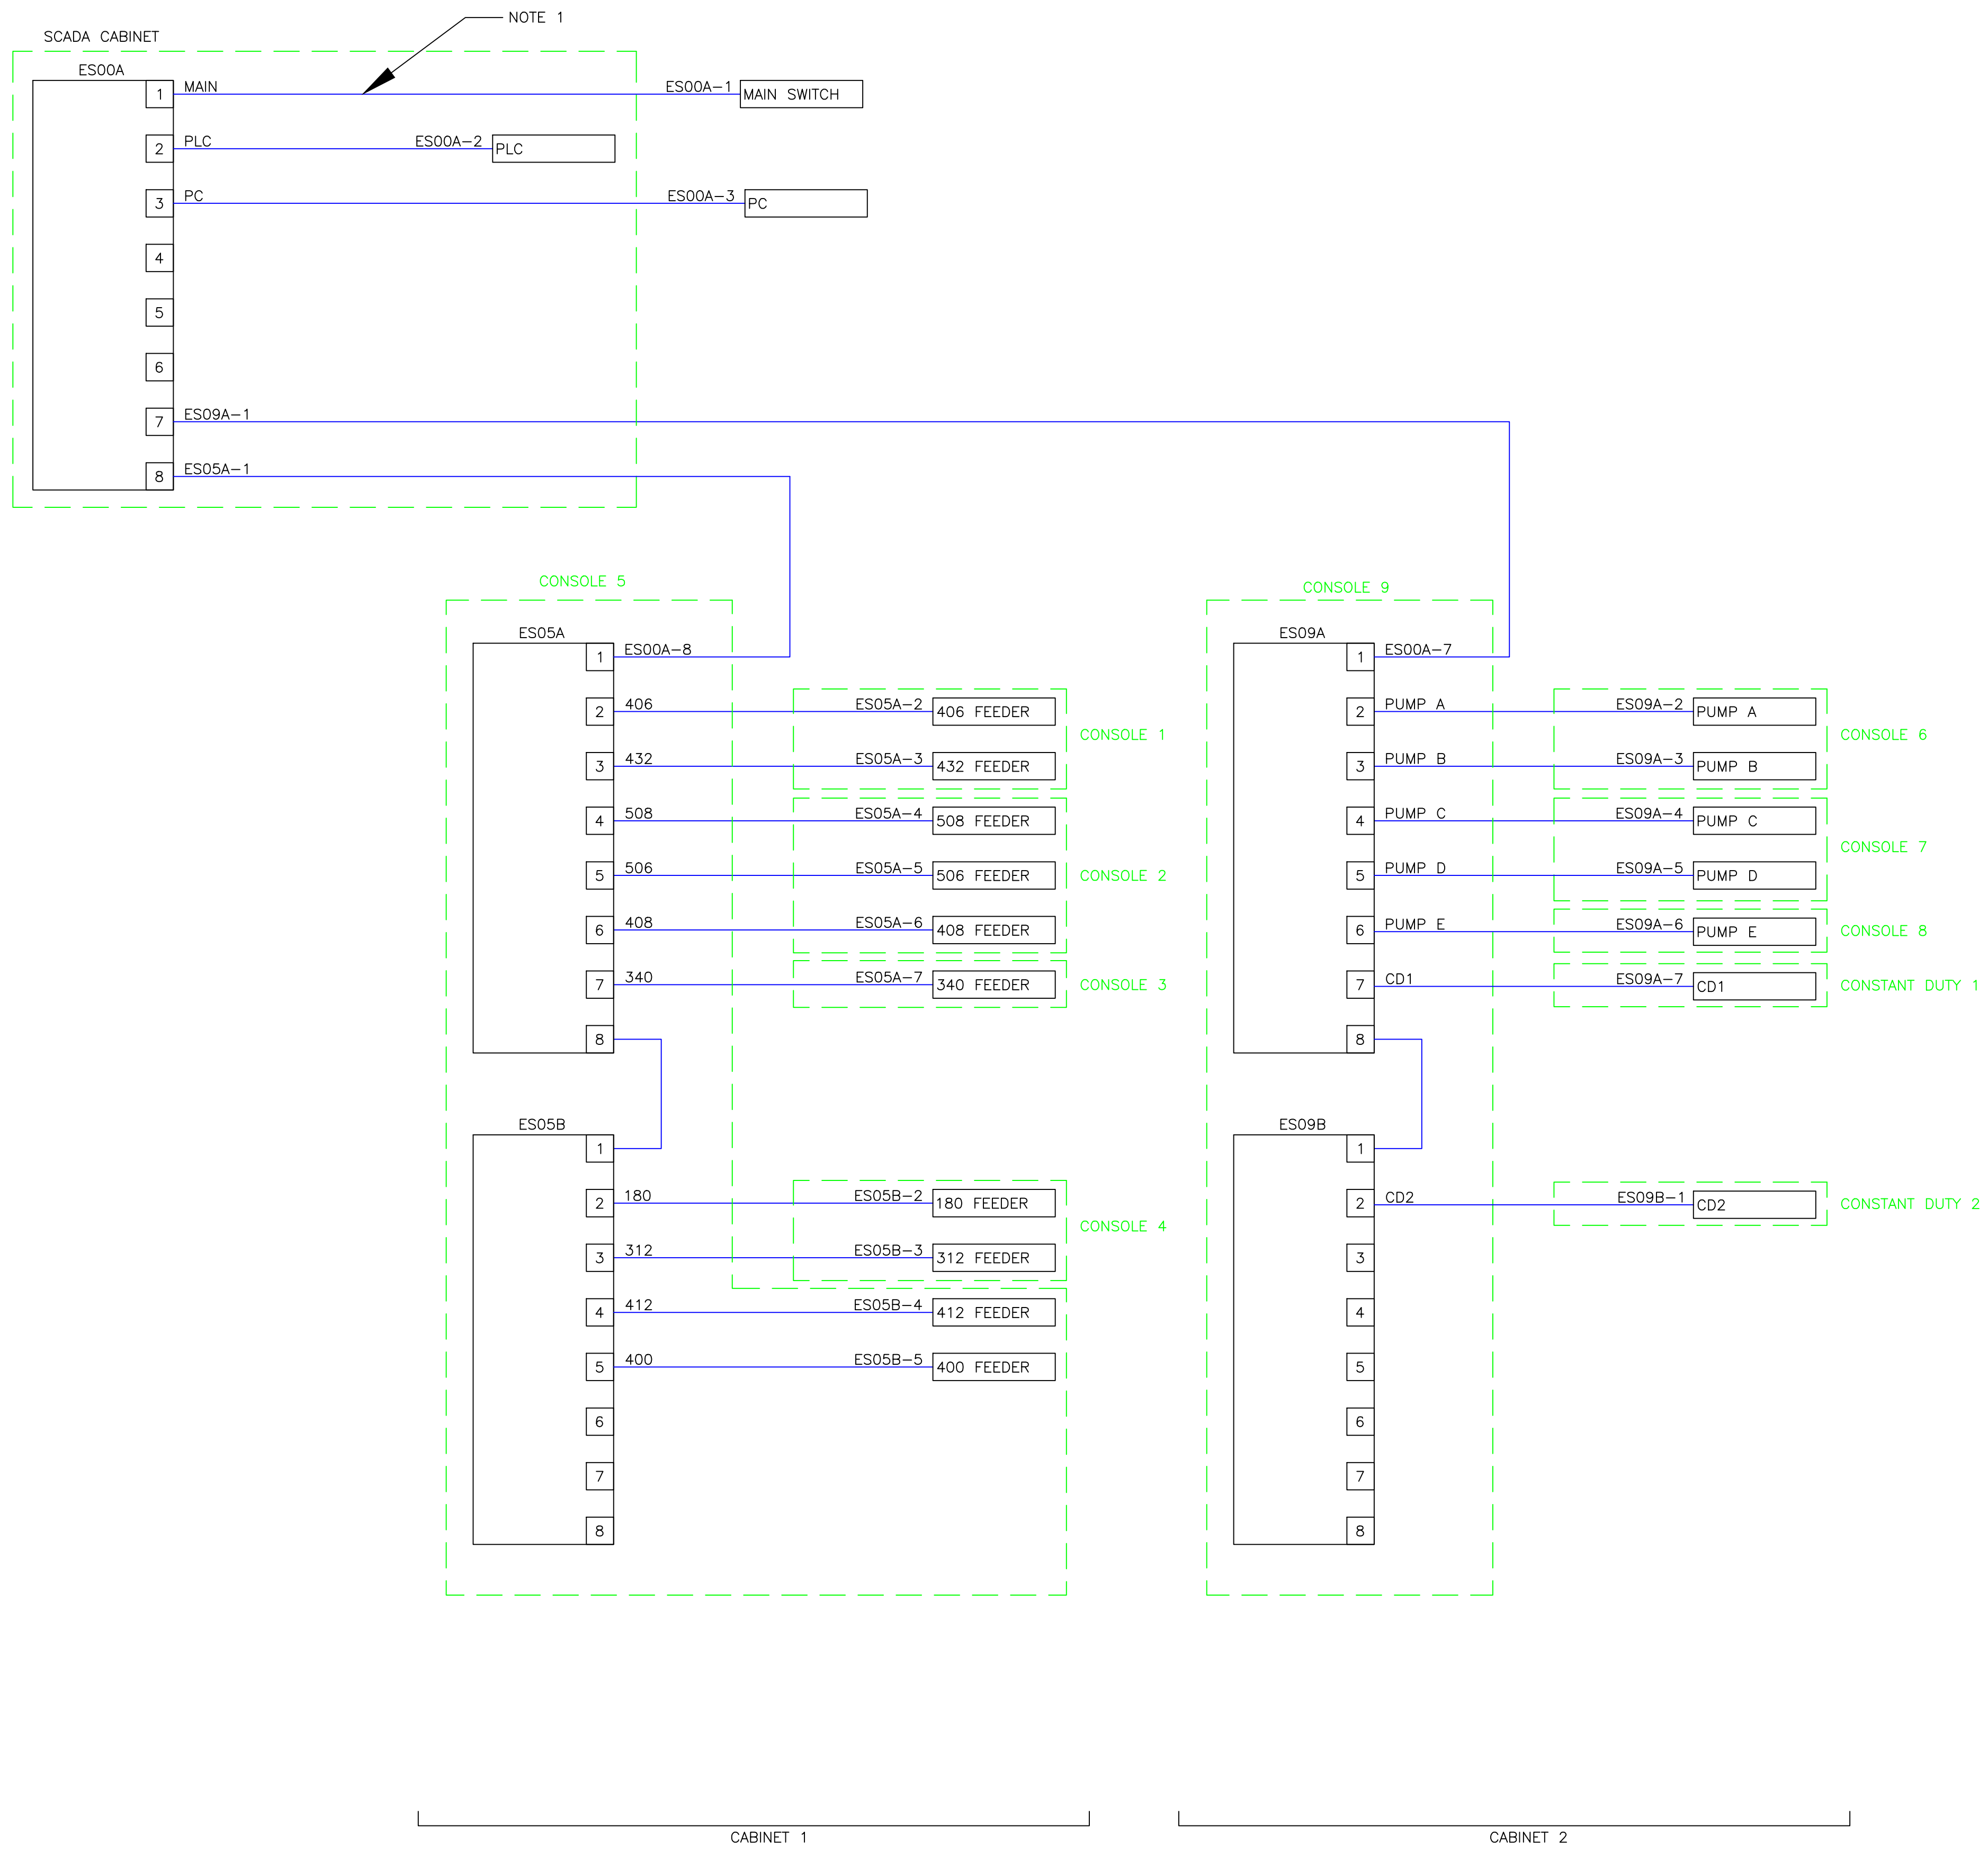 NOTE 1
SCADA CABINET
ES00A
1 MAIN ES00A-1 MAIN SWITCH
2 PLC ES00A-2 PLC
3 PC ES00A-3 PC
4
5
6
7 ES09A-1
8 ES05A-1
CONSOLE 5
ES05A
1 ES00A-8
2 406 ES05A-2 406 FEEDER
CONSOLE 1
3 432 ES05A-3 432 FEEDER
4 508 ES05A-4 508 FEEDER
5 506 ES05A-5 506 FEEDER CONSOLE 2
6 408 ES05A-6 408 FEEDER
7 340 ES05A-7 340 FEEDER CONSOLE 3
8
ES05B
1
2 180 ES05B-2 180 FEEDER
CONSOLE 4
3 312 ES05B-3 312 FEEDER
4 412 ES05B-4 412 FEEDER
5 400 ES05B-5 400 FEEDER
6
7
8
CABINET 1
CONSOLE 9
ES09A
1 ES00A-7
2 PUMP A ES09A-2 PUMP A
CONSOLE 6
3 PUMP B ES09A-3 PUMP B
4 PUMP C ES09A-4 PUMP C
CONSOLE 7
5 PUMP D ES09A-5 PUMP D
6 PUMP E ES09A-6 PUMP E CONSOLE 8
7 CD1 ES09A-7 CD1 CONSTANT DUTY 1
8
ES09B
1
2 CD2 ES09B-1 CD2 CONSTANT DUTY 2
3
4
5
6
7
8
CABINET 2